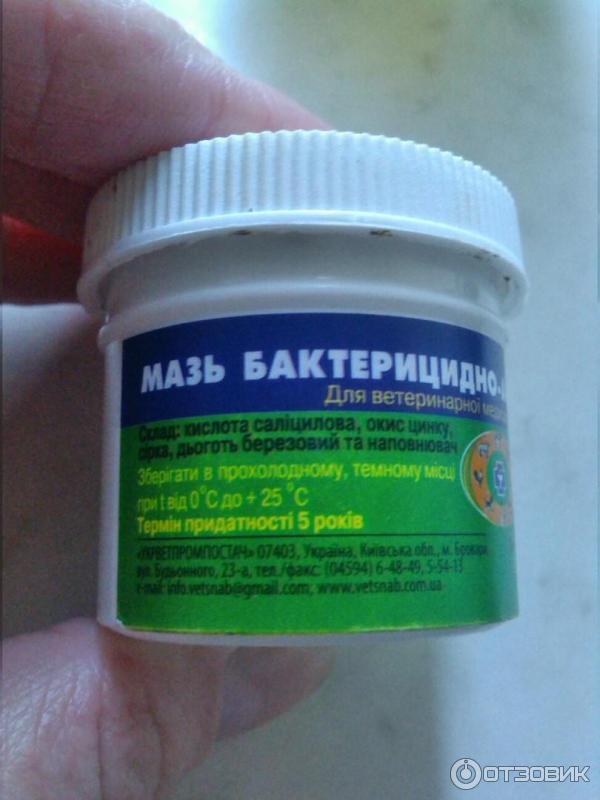 МАЗЬ БАКТЕРИЦИДНО-
Для ветеринарної
Склад: кислота саліцилова, окис цинку,
сірка, дьоготь березовий та наповнювач
Зберігати в прохолодному, темному місці
при t від 0°C до + 25 °C
Термін придатності 5 років
«УКРВЕТПРОМПОСТАЧ» 07403, Україна, Київська обл., м. Бровари,
вул. Будьонного, 23-а, тел./факс: (04594) 6-48-49, 5-54-13
e-mail: info.vetsnab@gmail.com; www.vetsnab.com.ua
ОТЗОВИК